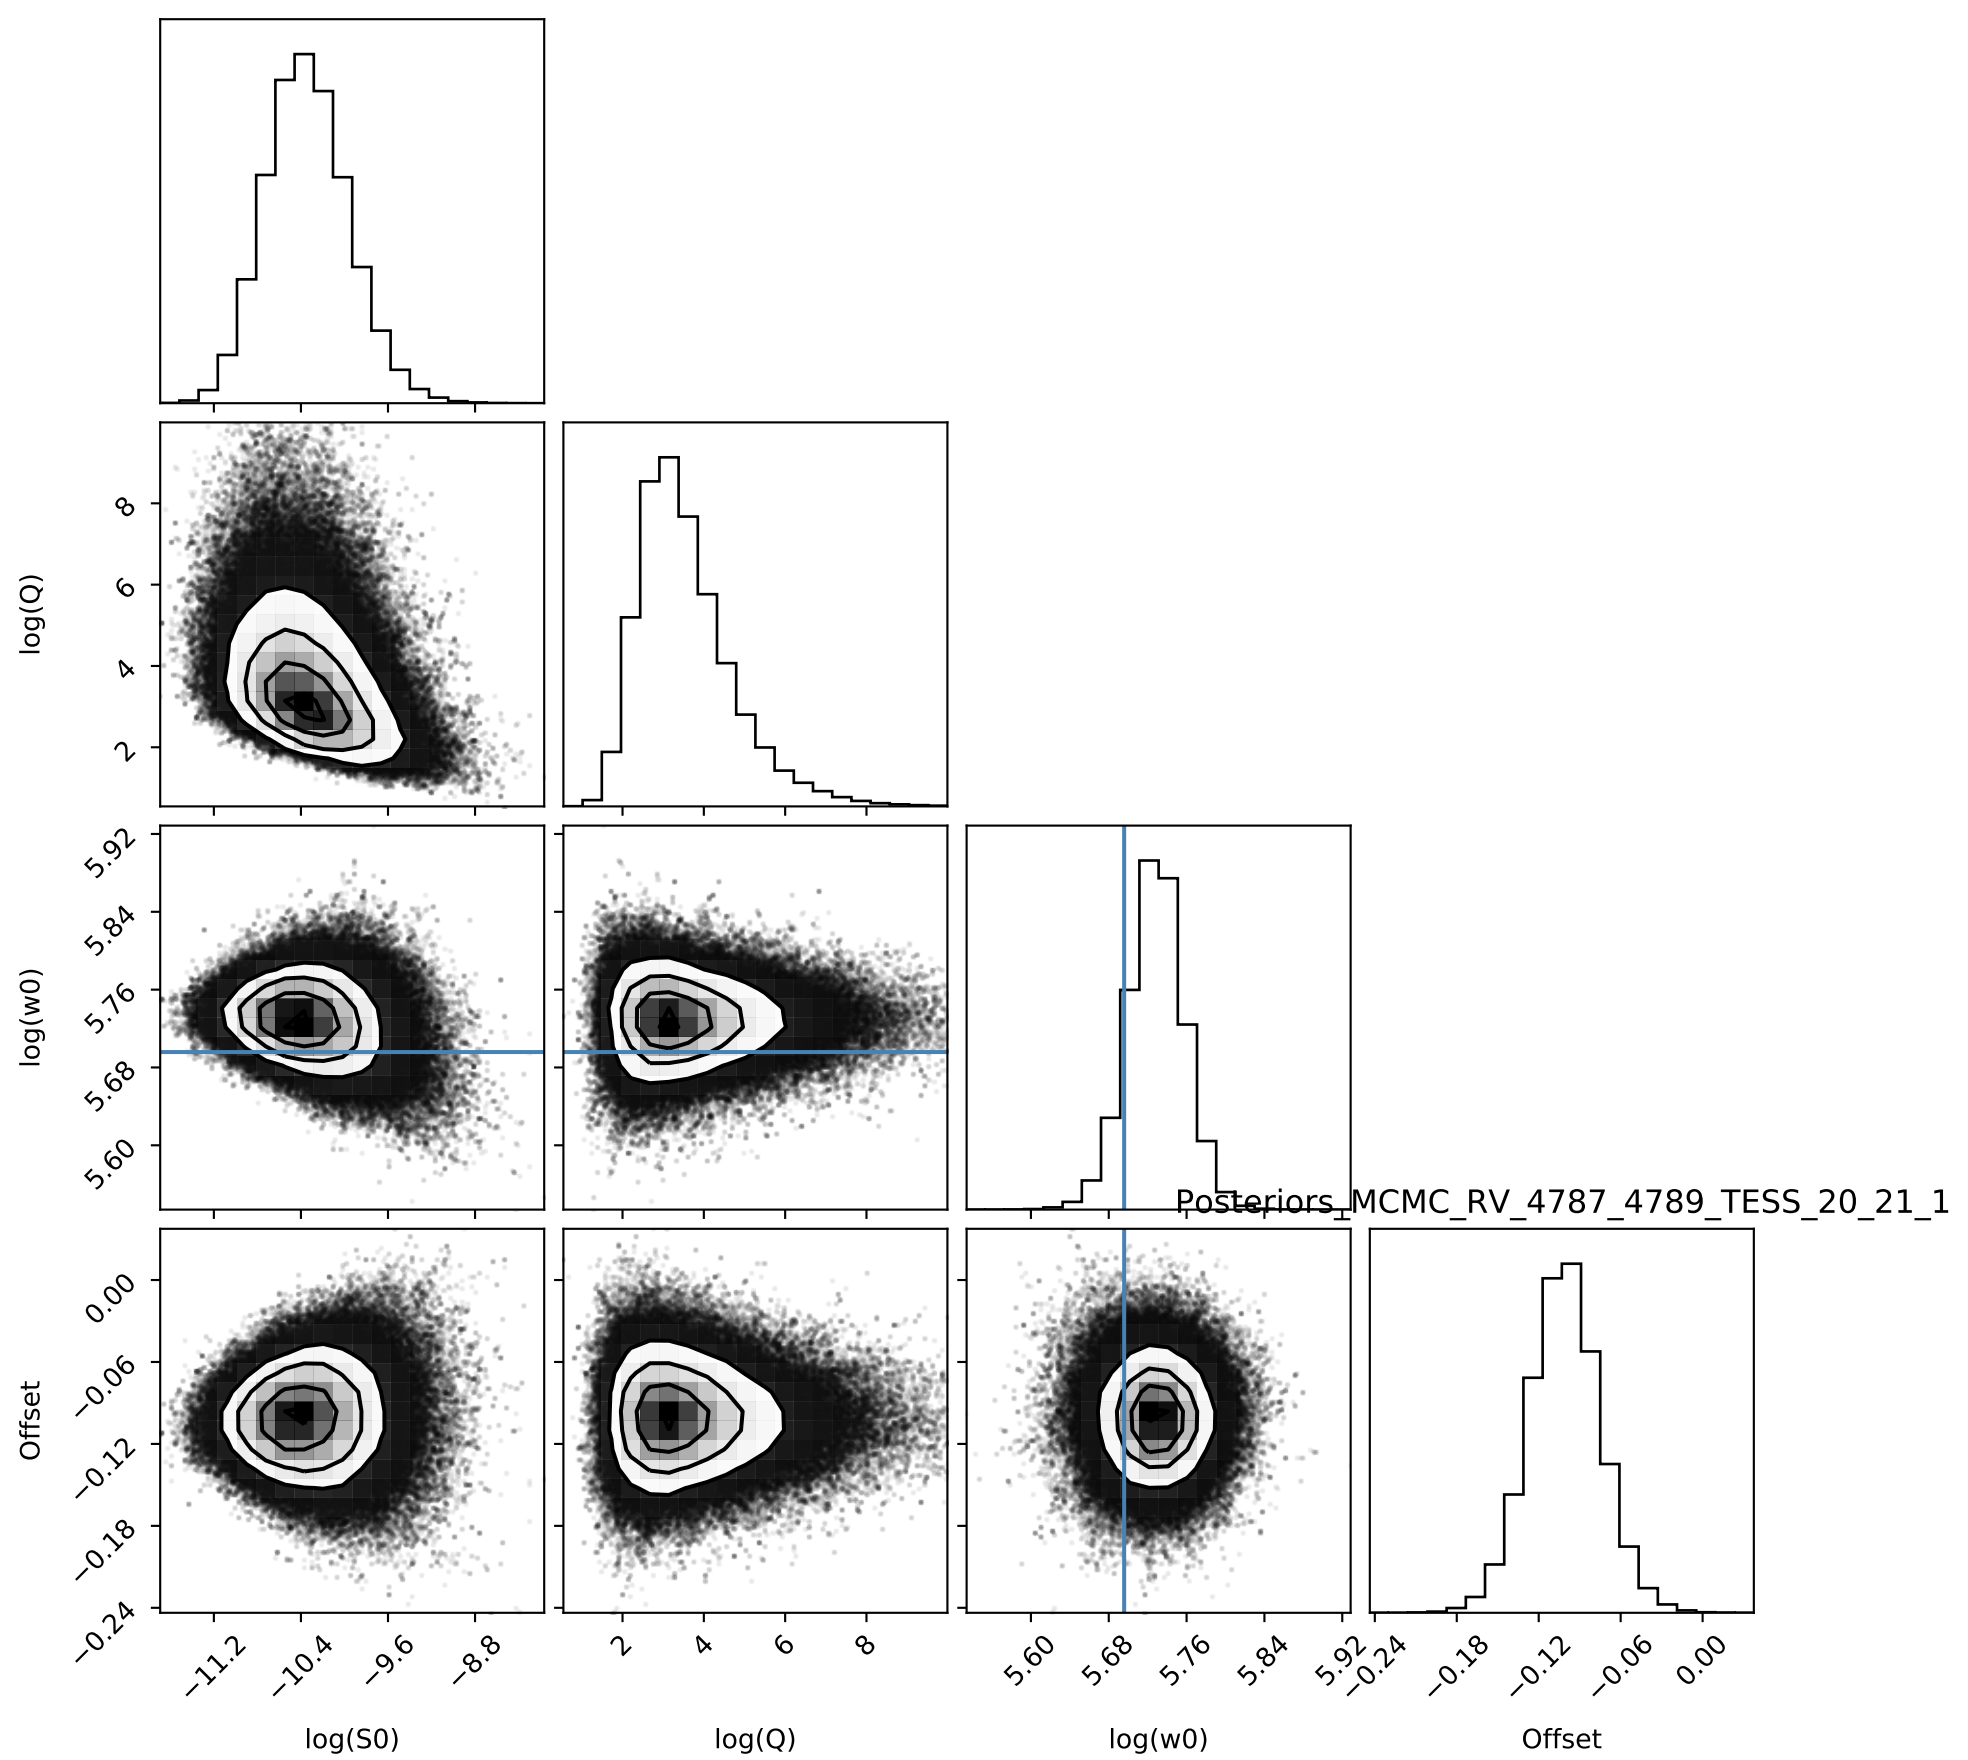 8
6
4
2
log(Q)
5.92
5.84
5.76
5.68
5.60
log(w0)
Posteriors_MCMC_RV_4787_4789_TESS_20_21_1
0.00
−0.06
−0.12
−0.18
−0.24
Offset
−11.2 −10.4 −9.6 −8.8 2 4 6 8 5.60 5.68 5.76 5.84 5.92 −0.24 −0.18 −0.12 −0.06 0.00
log(S0) log(Q) log(w0) Offset